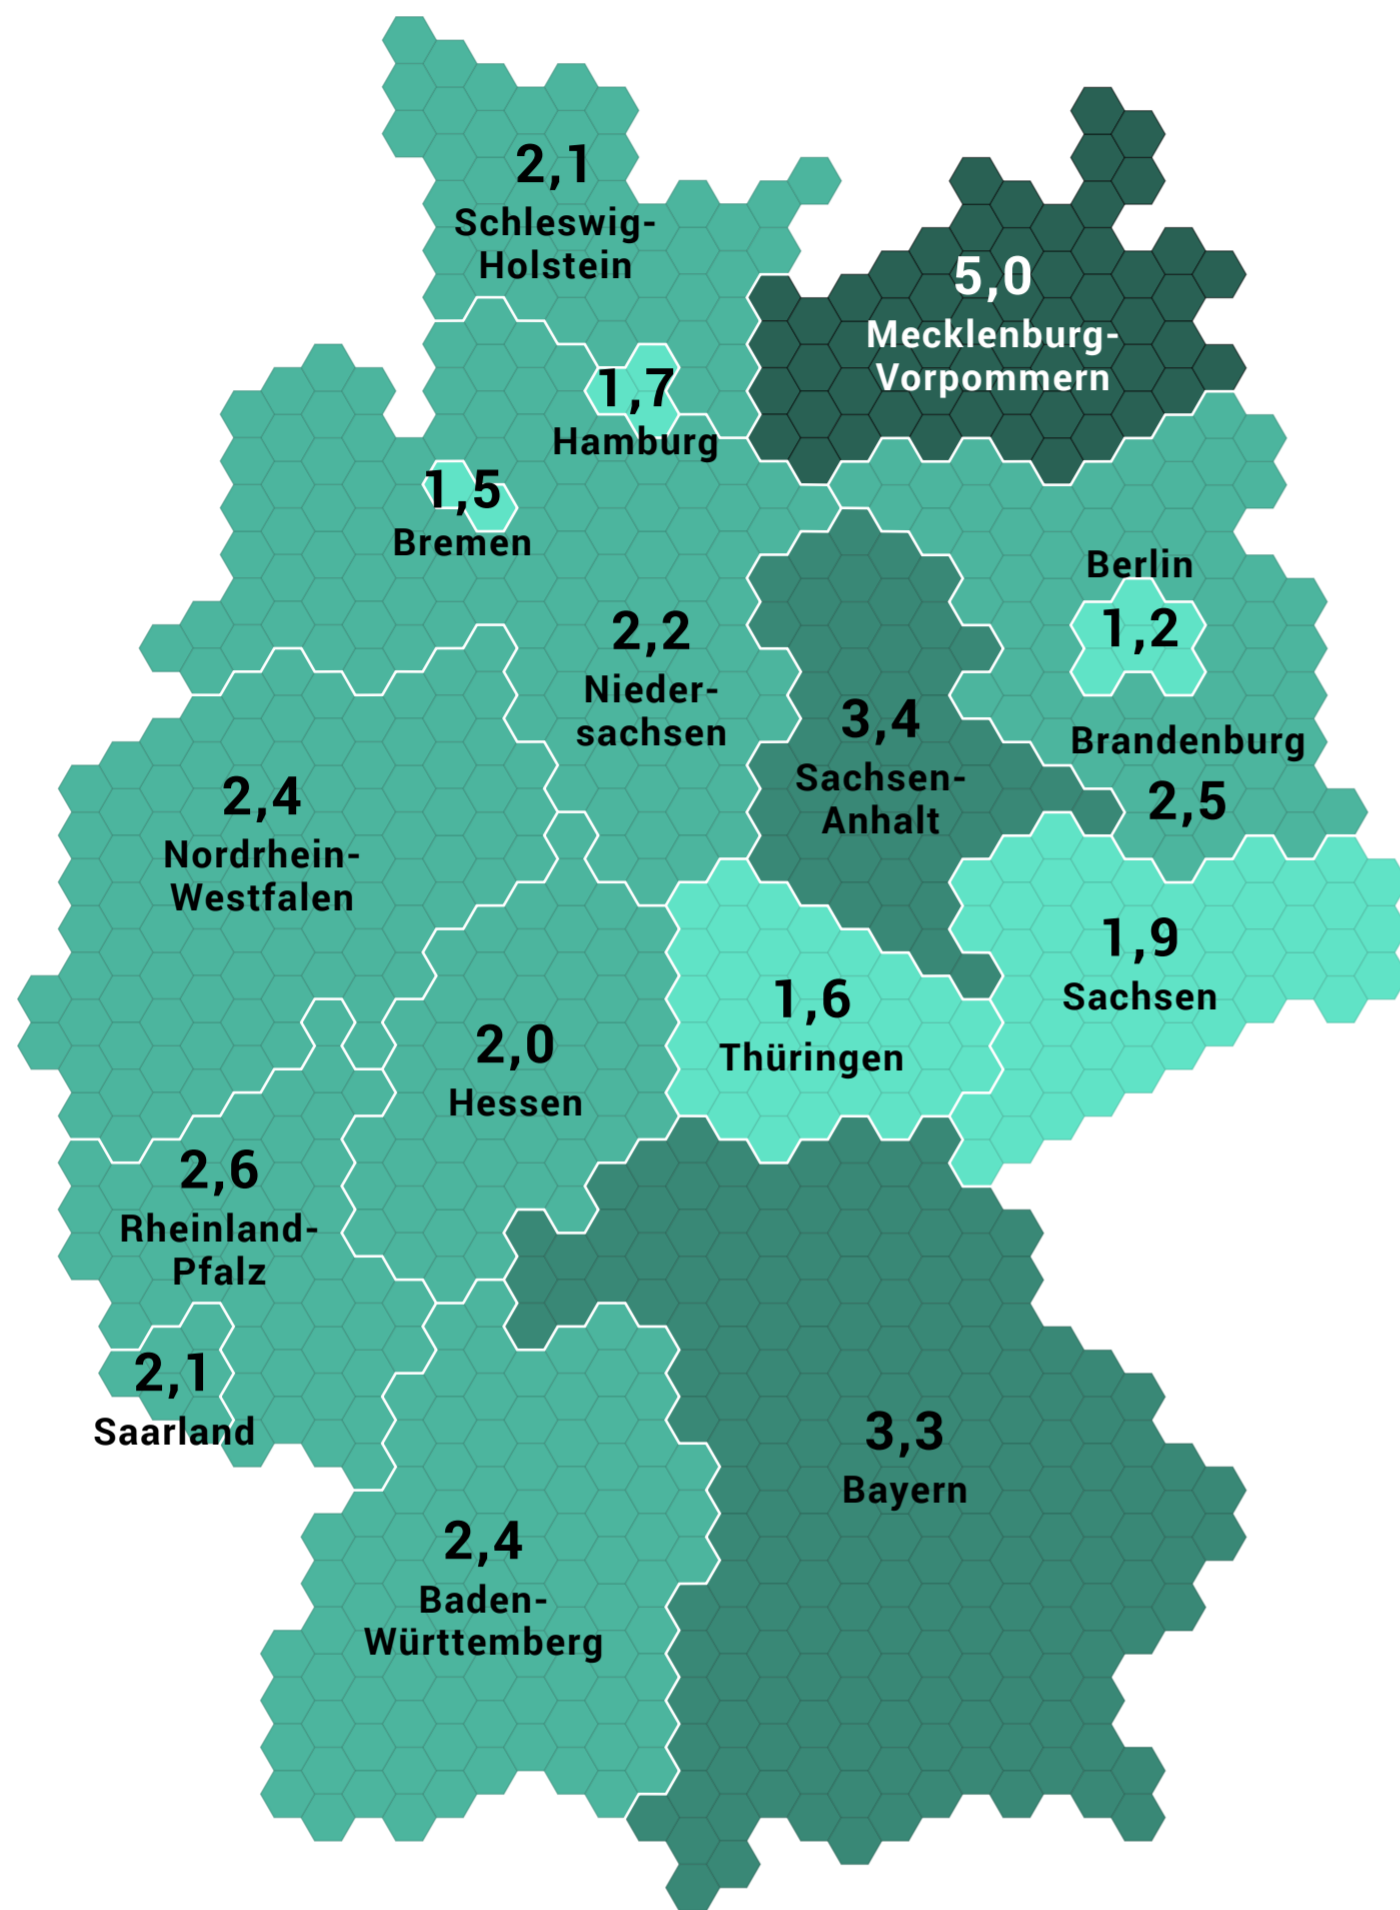 2,1
Schleswig-
Holstein
5,0
Mecklenburg-
Vorpommern
1,7
Hamburg
1,5
Bremen
Berlin
1,2
2,2
Nieder-
sachsen
3,4
Sachsen-
Anhalt
Brandenburg
2,5
2,4
Nordrhein-
Westfalen
1,9
Sachsen
1,6
Thüringen
2,0
Hessen
2,6
Rheinland-
Pfalz
2,1
Saarland
3,3
Bayern
2,4
Baden-
Württemberg